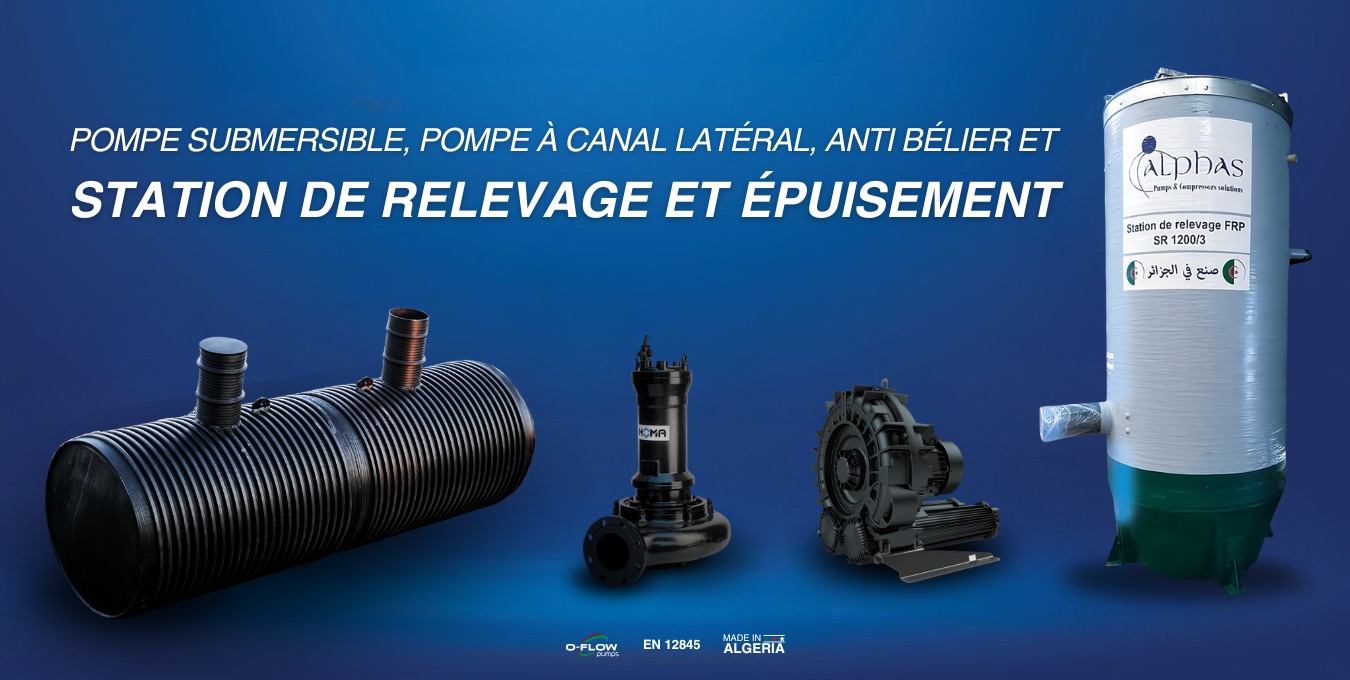 POMPE SUBMERSIBLE, POMPE À CANAL LATÉRAL, ANTI BÉLIER ET
STATION DE RELEVAGE ET ÉPUISEMENT
ALPHAS
Pumps & Compressors solutions
Station de relevage FRP
SR 1200/3
صنع في الجزائر
HOMA
O-FLOW
pumps
EN 12845
MADE IN
ALGERIA